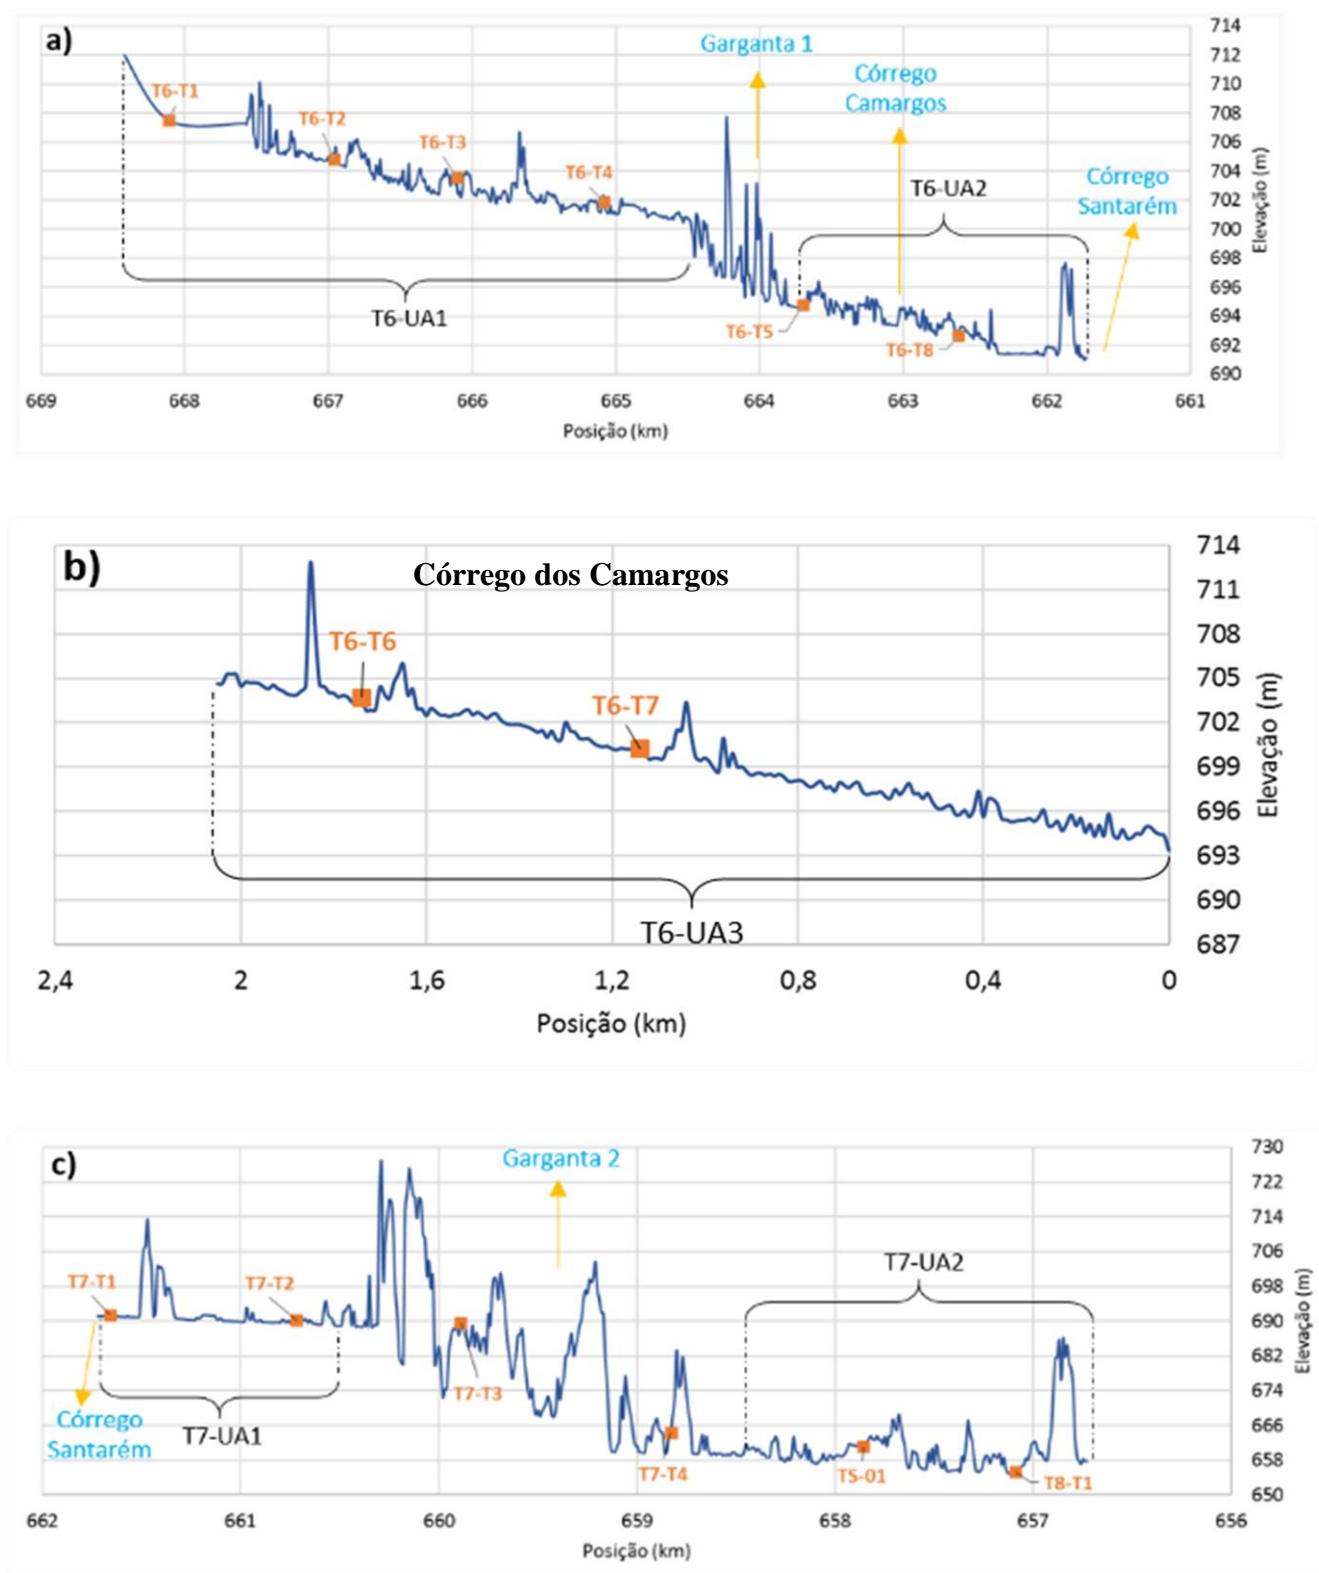 a)
Garganta 1
Córrego
Camargos
Córrego
Santarém
T6-T1
T6-T2
T6-T3
T6-T4
T6-UA2
T6-UA1
T6-T5
T6-T8
714
712
710
708
706
704
702
700
698
696
694
692
690
Elevação (m)
669 668 667 666 665 664 663 662 661
Posição (km)
b)
Córrego dos Camargos
T6-T6
T6-T7
T6-UA3
714
711
708
705
702
699
696
693
690
687
Elevação (m)
2,4 2 1,6 1,2 0,8 0,4 0
Posição (km)
c)
Garganta 2
T7-T1
T7-T2
T7-UA2
Córrego
Santarém
T7-UA1
T7-T3
T7-T4
TS-01
T8-T1
730
722
714
706
698
690
682
674
666
658
650
Elevação (m)
662 661 660 659 658 657 656
Posição (km)